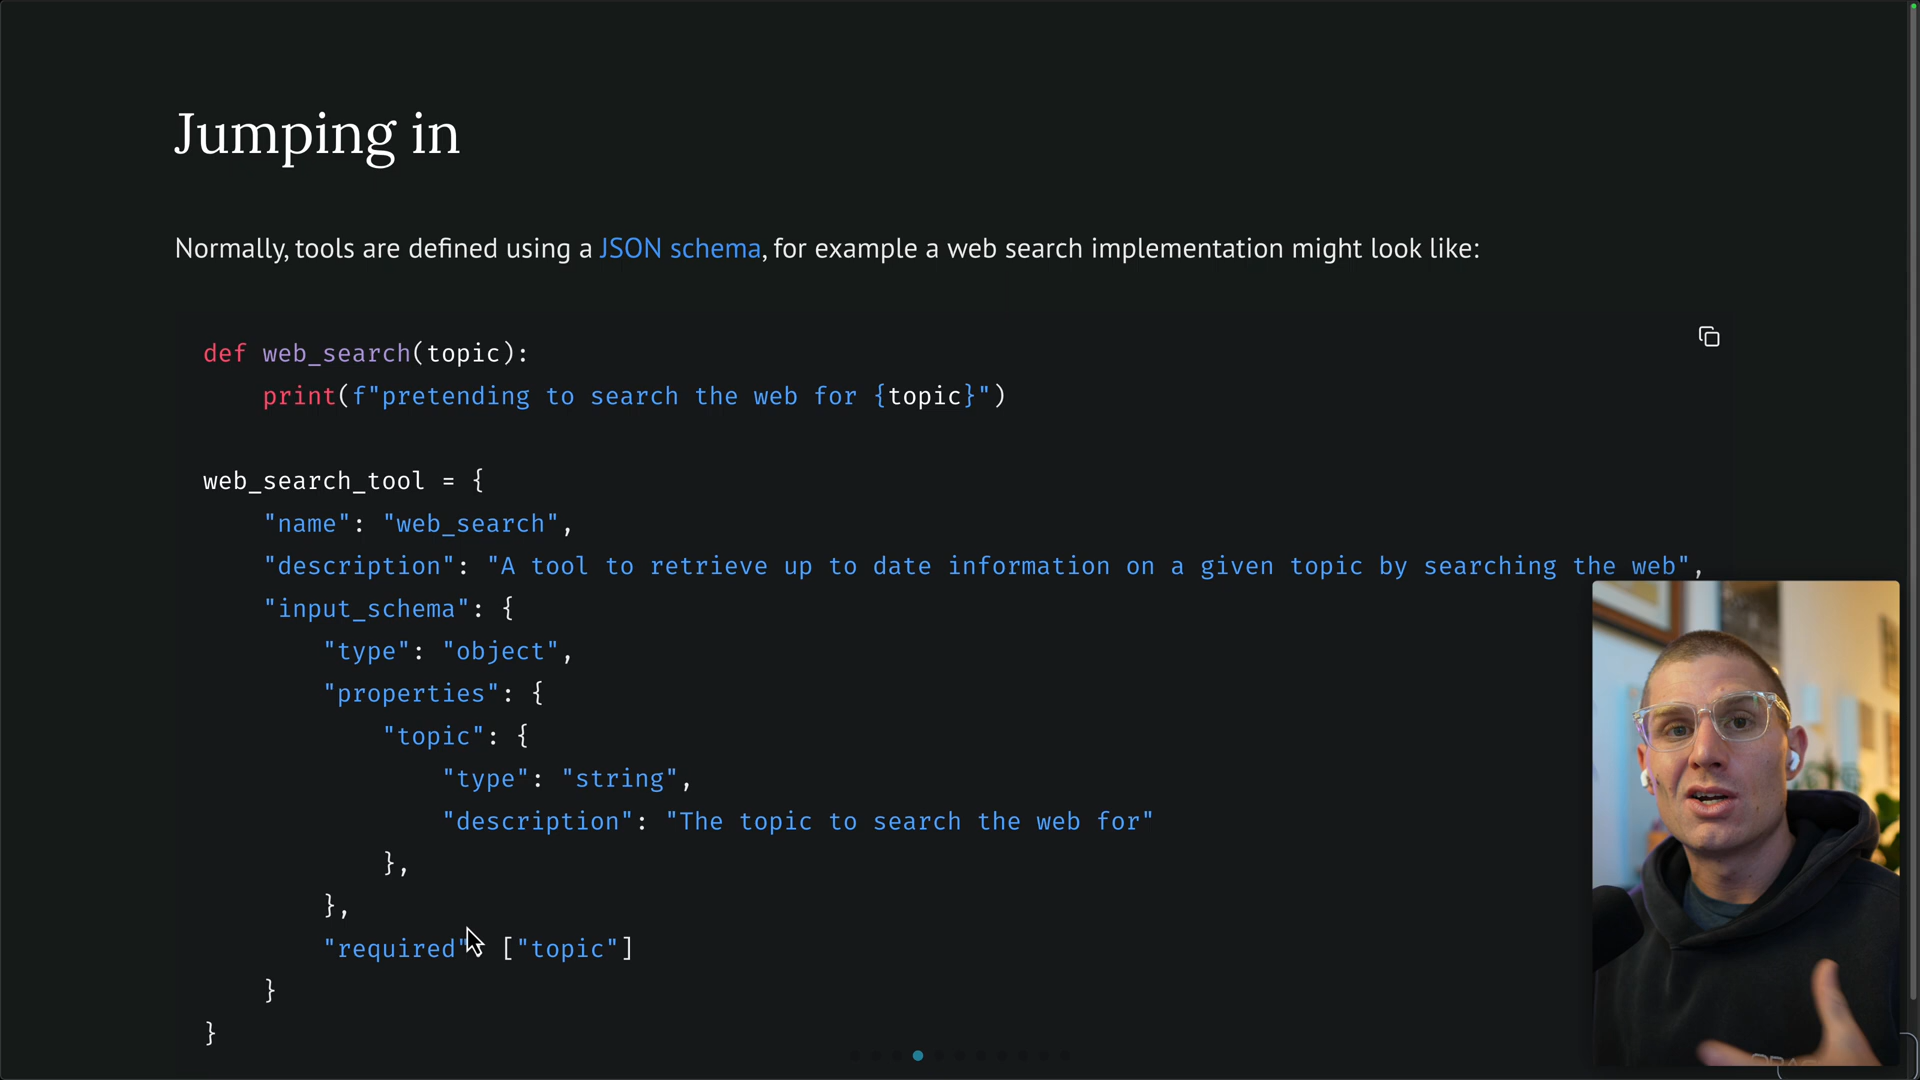 Jumping in
Normally, tools are defined using a JSON schema, for example a web search implementation might look like:
def web_search(topic):
    print(f"pretending to search the web for {topic}")
web_search_tool = {
    "name": "web_search",
    "description": "A tool to retrieve up to date information on a given topic by searching the web",
    "input_schema": {
        "type": "object",
        "properties": {
            "topic": {
                "type": "string",
                "description": "The topic to search the web for"
            },
        },
        "required": ["topic"]
    }
}